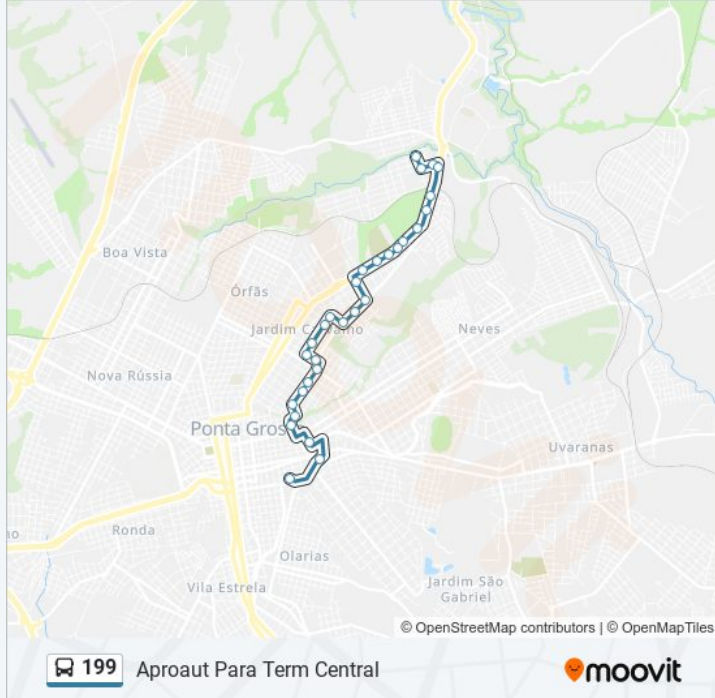 Boa Vista
Órfãs
Jardim Carvalho
Neves
Nova Rússia
Ponta Gros
Uvaranas
Ronda
Olarias
Vila Estrela
Jardim São
Gabriel
© OpenStreetMap contributors | © OpenMapTiles
199 Aproaut Para Term Central
moovit